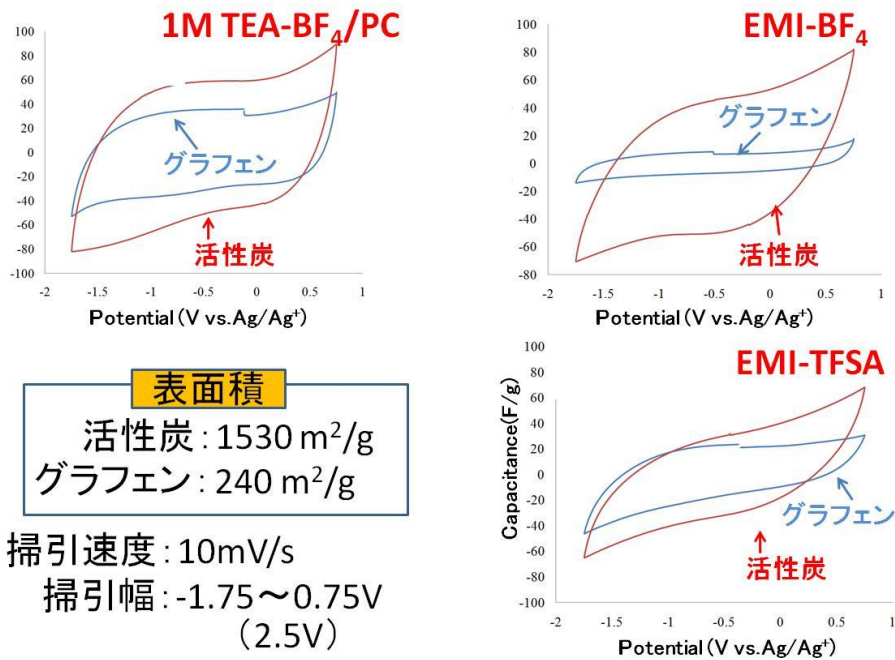 1M TEA-BF4/PC
100
80
60
40
20
0
-20
-40
-60
-80
-100
グラフェン
活性炭
-2 -1.5 -1 -0.5 0 0.5 1
Potential(V vs.Ag/Ag+)
EMI-BF4
100
80
60
40
20
0
-20
-40
-60
-80
グラフェン
活性炭
-2 -1.5 -1 -0.5 0 0.5 1
Potential(V vs.Ag/Ag+)
表面積
活性炭:1530 m2/g
グラフェン:240 m2/g
掃引速度:10mV/s
掃引幅:-1.75~0.75V
(2.5V)
EMI-TFSA
Capacitance(F/g)
100
80
60
40
20
0
-20
-40
-60
-80
-100
グラフェン
活性炭
-2 -1.5 -1 -0.5 0 0.5 1
Potential(V vs.Ag/Ag+)